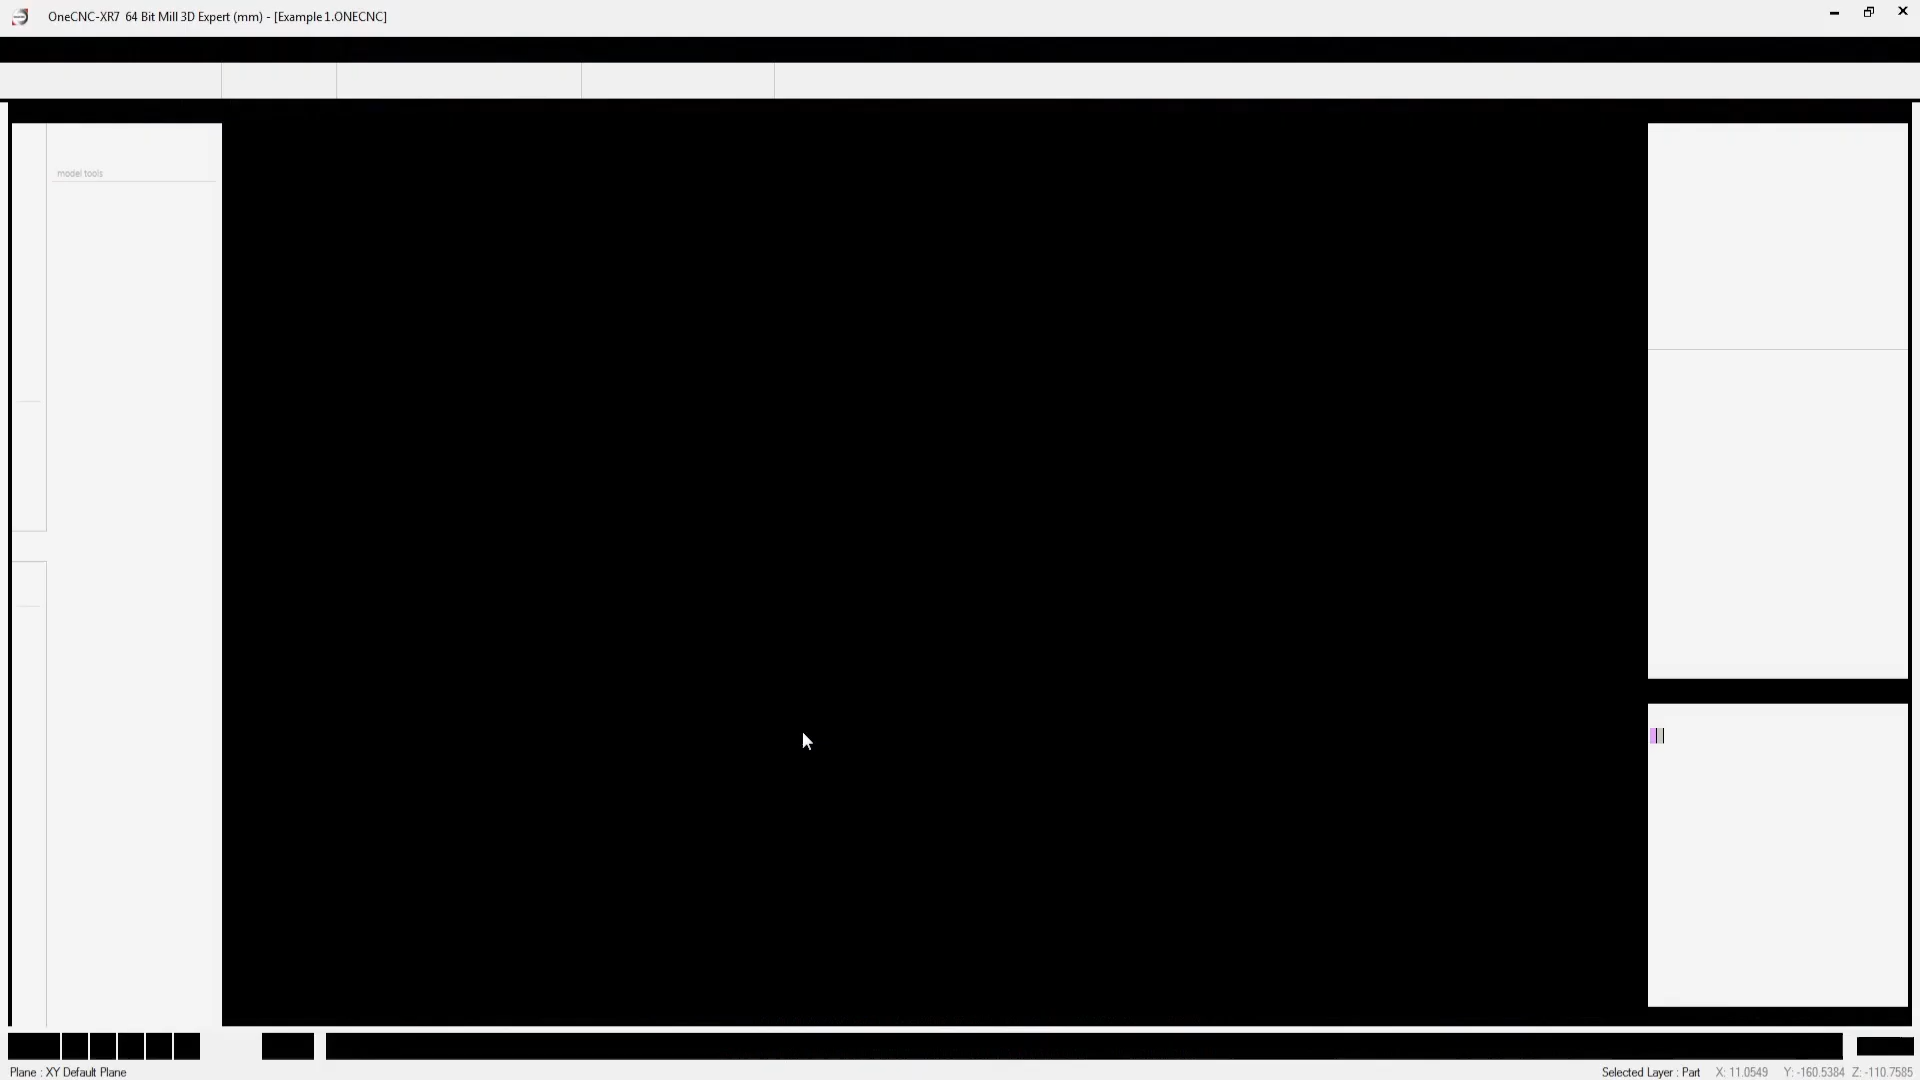 OneCNC-XR7 64 Bit Mill 3D Expert (mm) - [Example 1.ONECNC]
model tools
Plane : XY Default Plane
Selected Layer : Part X: 11.0549 Y: -160.5384 Z: -110.7585